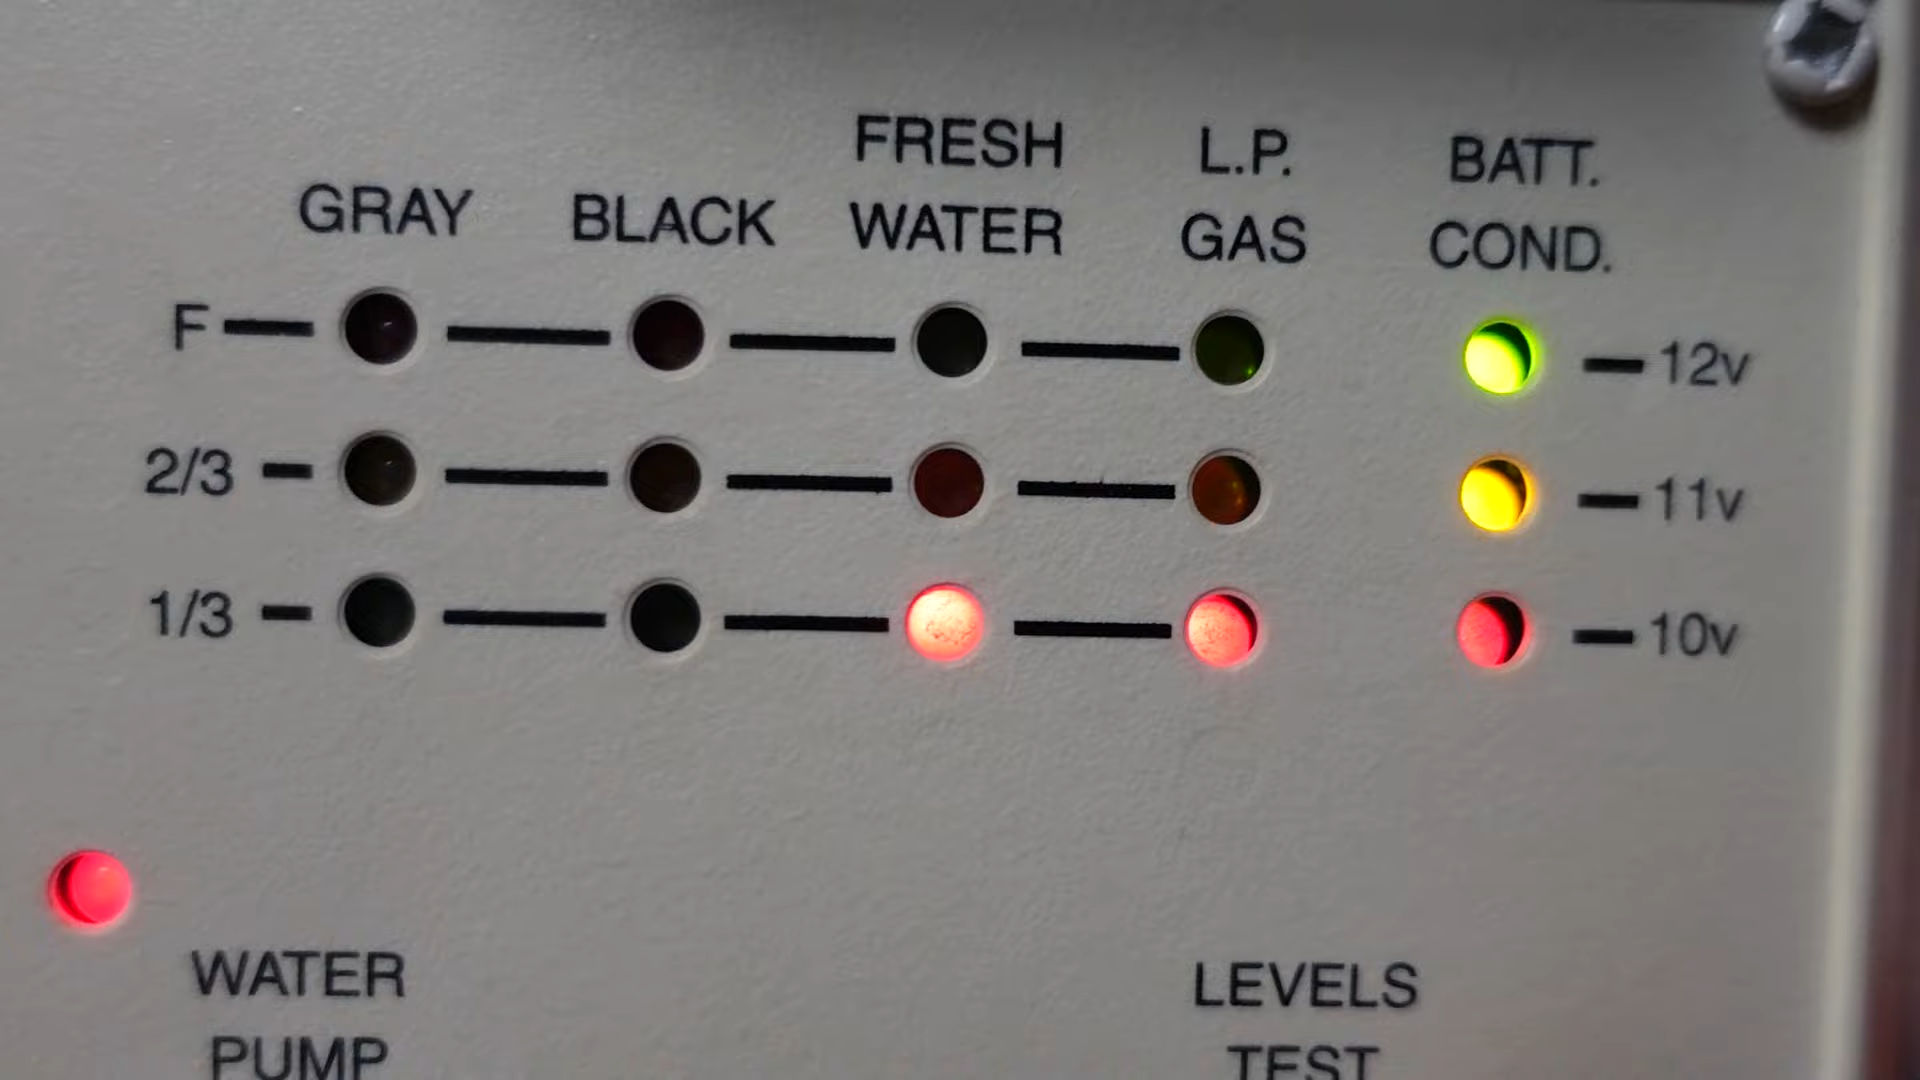 GRAY
BLACK
FRESH
WATER
L.P.
GAS
BATT.
COND.
F
12v
2/3
11v
1/3
10v
WATER
PUMP
LEVELS
TEST